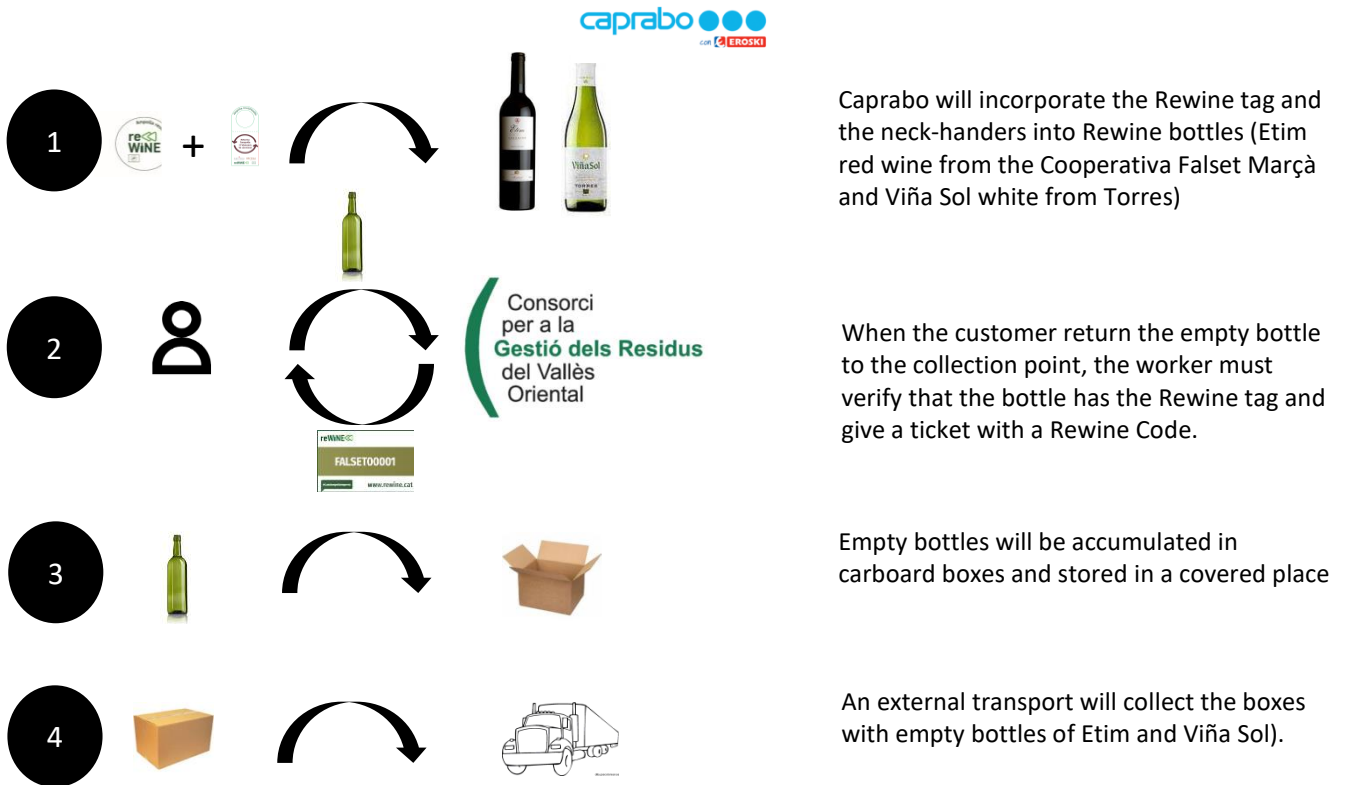 caprabo
con EROSKI
1
re
WINE
+
Etim
ViñaSol
TORRES
Caprabo will incorporate the Rewine tag and
the neck-handers into Rewine bottles (Etim
red wine from the Cooperativa Falset Marçà
and Viña Sol white from Torres)
2
Consorci
per a la
Gestió dels Residus
del Vallès
Oriental
reWINE
FALSET00001
www.rewine.cat
When the customer return the empty bottle
to the collection point, the worker must
verify that the bottle has the Rewine tag and
give a ticket with a Rewine Code.
3
Empty bottles will be accumulated in
carboard boxes and stored in a covered place
4
An external transport will collect the boxes
with empty bottles of Etim and Viña Sol).